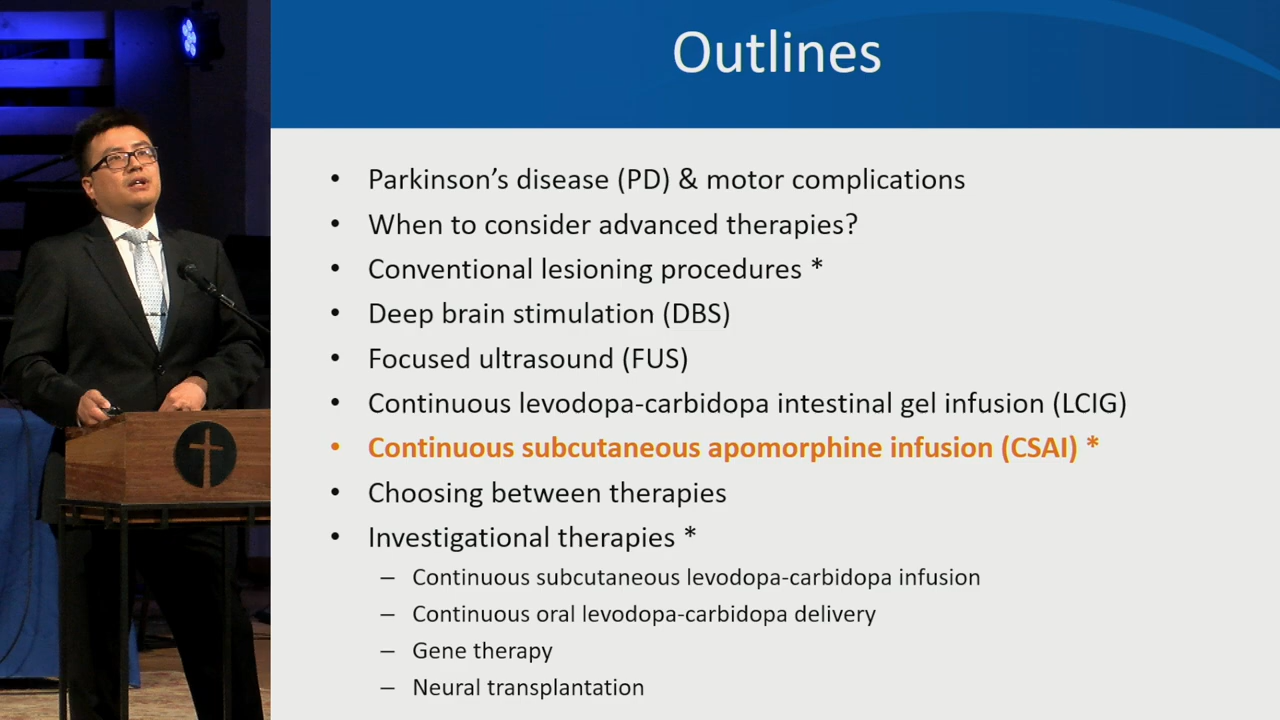 Outlines
• Parkinson’s disease (PD) & motor complications
• When to consider advanced therapies?
• Conventional lesioning procedures *
• Deep brain stimulation (DBS)
• Focused ultrasound (FUS)
• Continuous levodopa-carbidopa intestinal gel infusion (LCIG)
• Continuous subcutaneous apomorphine infusion (CSAI) *
• Choosing between therapies
• Investigational therapies *
– Continuous subcutaneous levodopa-carbidopa infusion
– Continuous oral levodopa-carbidopa delivery
– Gene therapy
– Neural transplantation